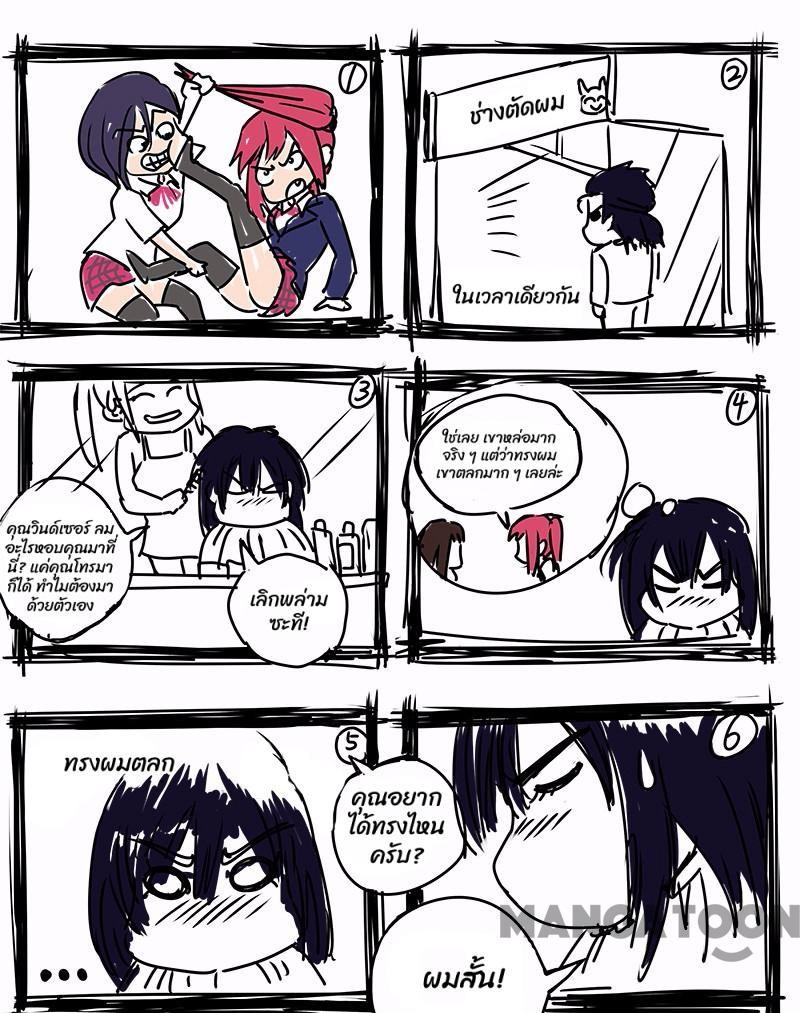 1
2
ช่างตัดผม
ในเวลาเดียวกัน
3
คุณวินด์เซอร์ ลม
อะไรหอมคุณมาที่
นี่? แค่คุณโทรมา
ก็ได้ ทำไมต้องมา
ด้วยตัวเอง
เลิกพล่าม
ซะที!
4
ใช่เลย เขาหล่อมาก
จริง ๆ แต่ว่าทรงผม
เขาตลกมาก ๆ เลยล่ะ
5
ทรงผมตลก
...
6
คุณอยาก
ได้ทรงไหน
ครับ?
ผมสั้น!
MANGATOON